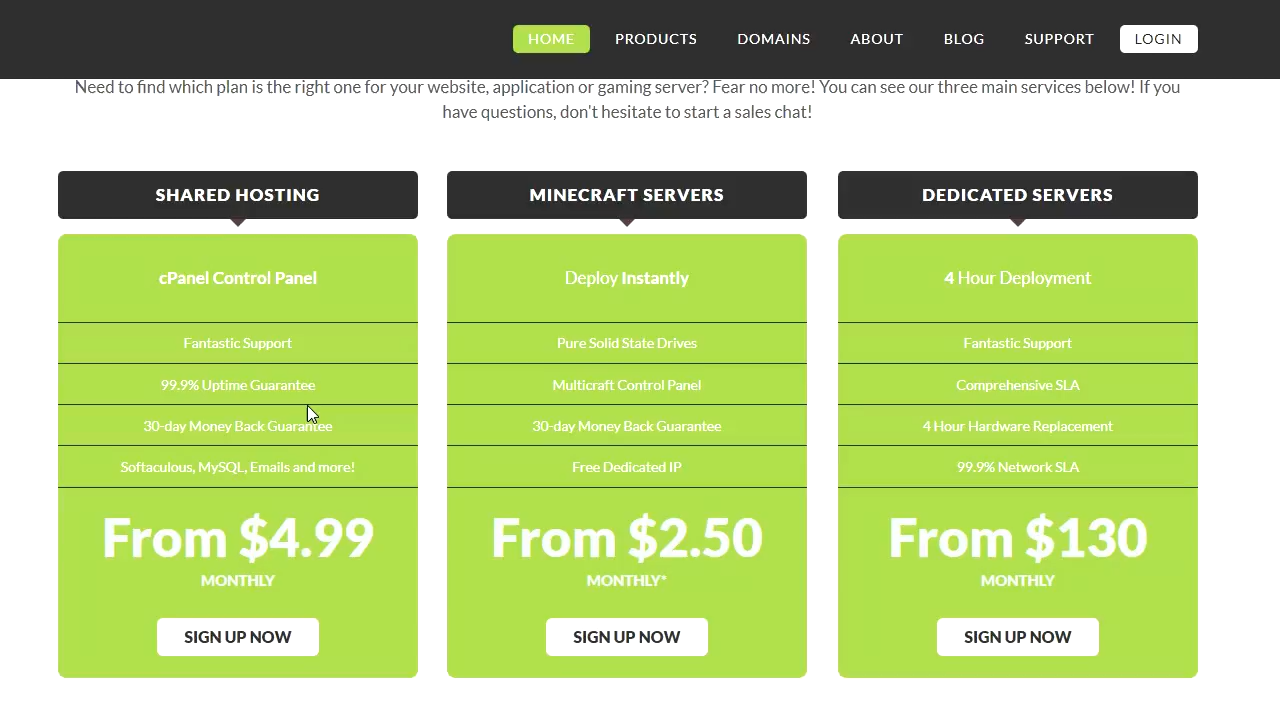 HOME PRODUCTS DOMAINS ABOUT BLOG SUPPORT LOGIN
Need to find which plan is the right one for your website, application or gaming server? Fear no more! You can see our three main services below! If you
have questions, don't hesitate to start a sales chat!
SHARED HOSTING
cPanel Control Panel
Fantastic Support
99.9% Uptime Guarantee
30-day Money Back Guarantee
Softaculous, MySQL, Emails and more!
From $4.99
MONTHLY
SIGN UP NOW
MINECRAFT SERVERS
Deploy Instantly
Pure Solid State Drives
Multicraft Control Panel
30-day Money Back Guarantee
Free Dedicated IP
From $2.50
MONTHLY*
SIGN UP NOW
DEDICATED SERVERS
4 Hour Deployment
Fantastic Support
Comprehensive SLA
4 Hour Hardware Replacement
99.9% Network SLA
From $130
MONTHLY
SIGN UP NOW